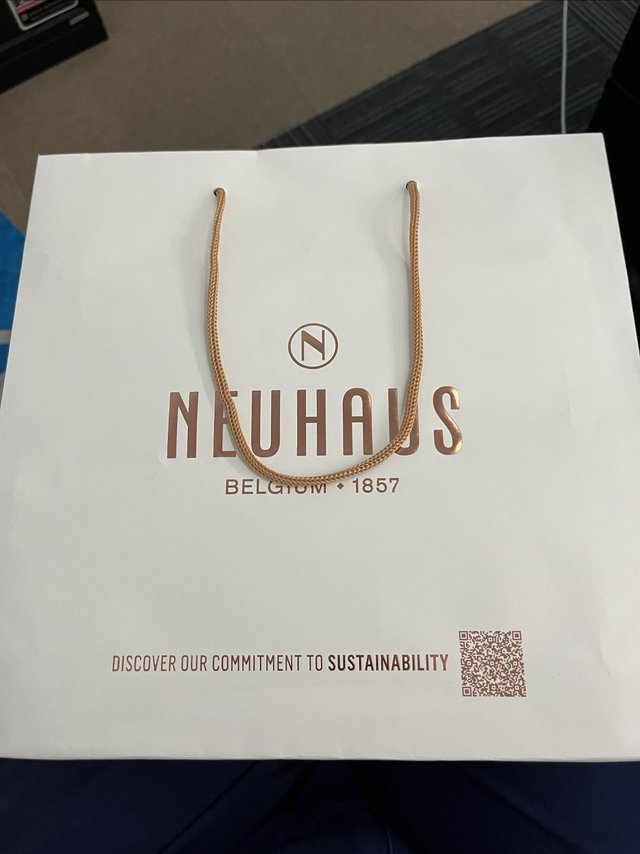 N
NEUHAUS
BELGIUM • 1857
DISCOVER OUR COMMITMENT TO SUSTAINABILITY